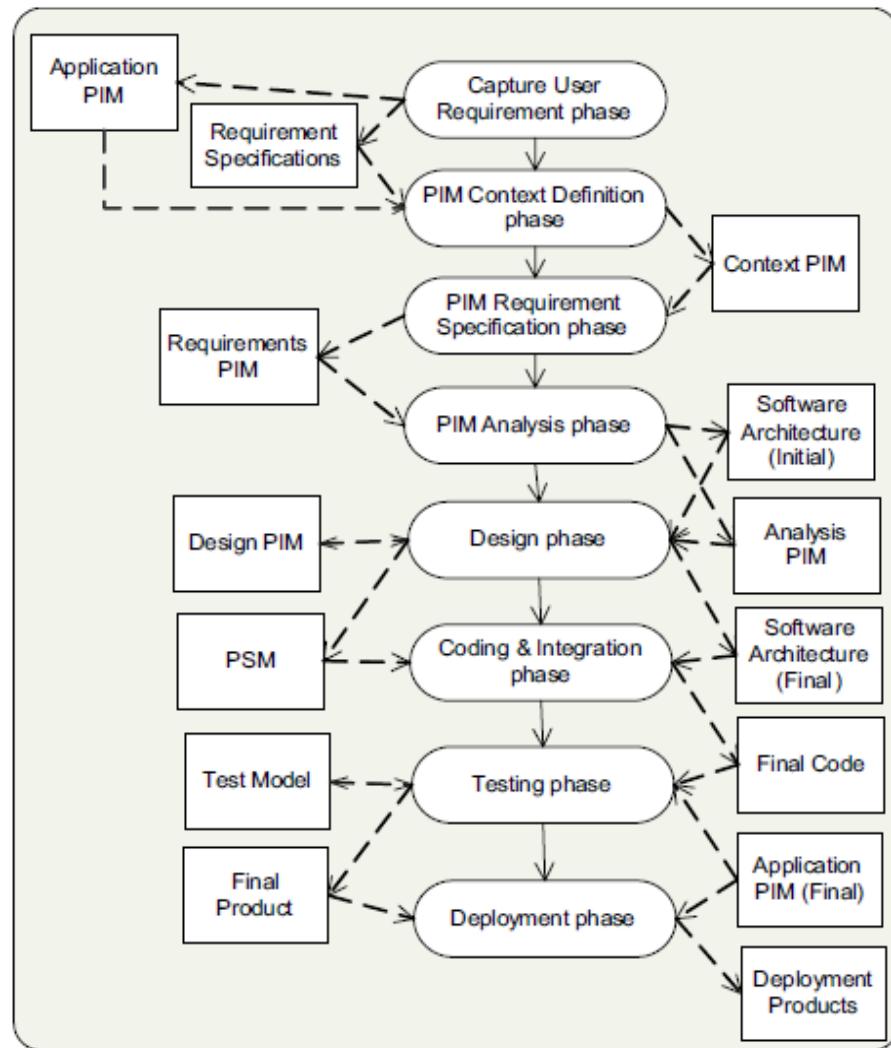 Application
PIM
Capture User
Requirement phase
Requirement
Specifications
PIM Context Definition
phase
Context PIM
PIM Requirement
Specification phase
Requirements
PIM
PIM Analysis phase
Software
Architecture
(Initial)
Design PIM
Design phase
Analysis
PIM
PSM
Coding & Integration
phase
Software
Architecture
(Final)
Test Model
Testing phase
Final Code
Final
Product
Deployment phase
Application
PIM (Final)
Deployment
Products